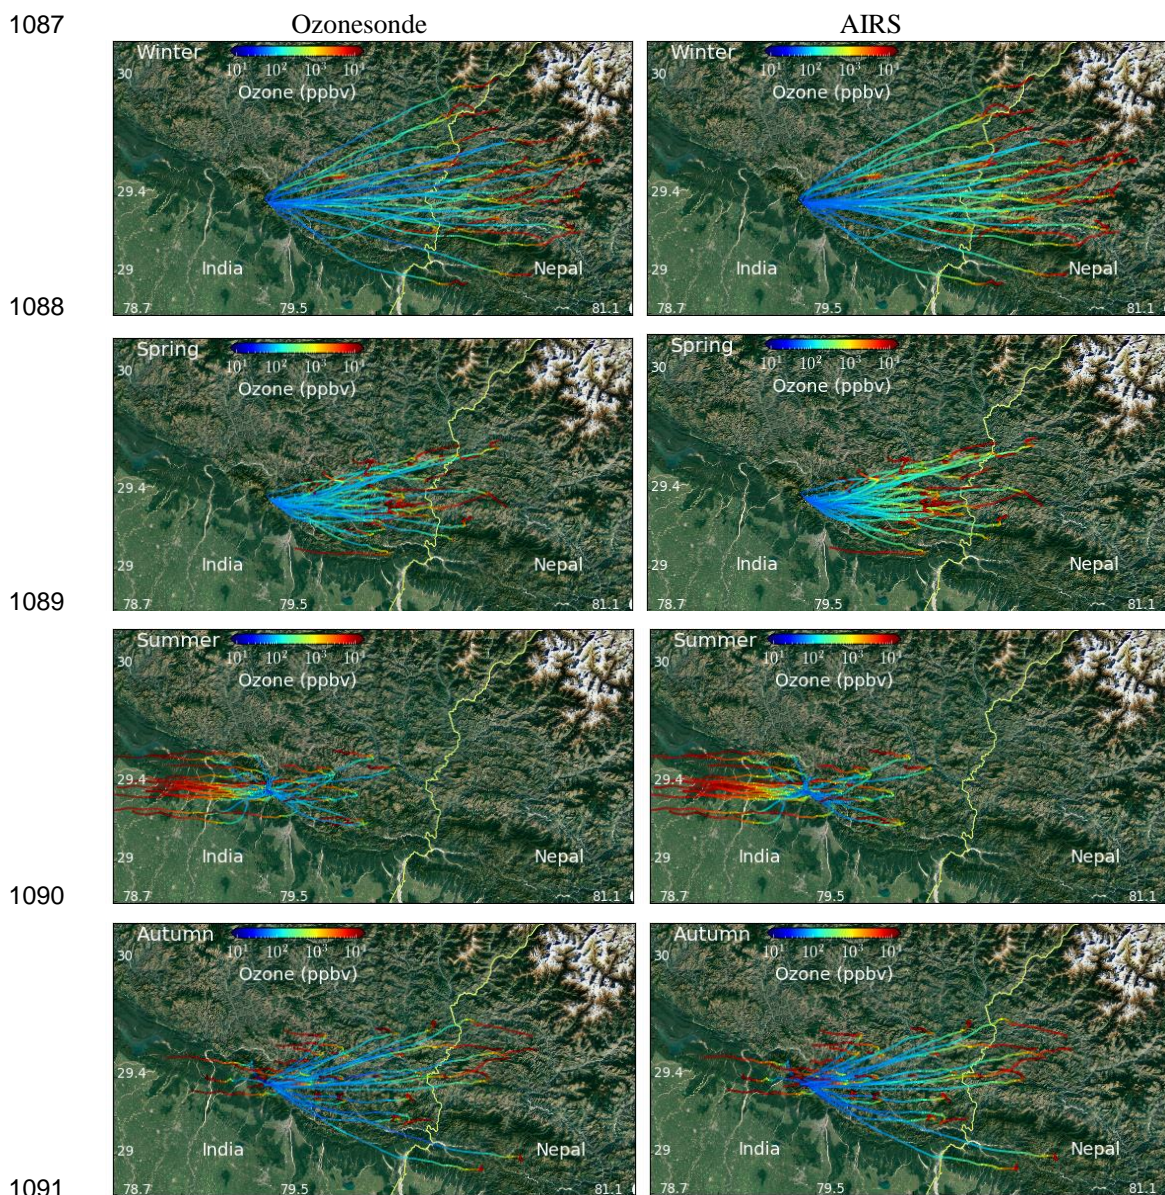 1087 Ozonesonde AIRS
Winter Winter
10¹ 10² 10³ 10⁴ 10¹ 10² 10³ 10⁴
30 Ozone (ppbv) 30 Ozone (ppbv)
29.4 29.4
29 India Nepal 29 India Nepal
1088 78.7 79.5 81.1 78.7 79.5 81.1
Spring Spring
10¹ 10² 10³ 10⁴ 10¹ 10² 10³ 10⁴
30 Ozone (ppbv) 30 Ozone (ppbv)
29.4 29.4
29 India Nepal 29 India Nepal
1089 78.7 79.5 81.1 78.7 79.5 81.1
Summer Summer
10¹ 10² 10³ 10⁴ 10¹ 10² 10³ 10⁴
30 Ozone (ppbv) 30 Ozone (ppbv)
29.4 29.4
29 India Nepal 29 India Nepal
1090 78.7 79.5 81.1 78.7 79.5 81.1
Autumn Autumn
10¹ 10² 10³ 10⁴ 10¹ 10² 10³ 10⁴
30 Ozone (ppbv) 30 Ozone (ppbv)
29.4 29.4
29 India Nepal 29 India Nepal
1091 78.7 79.5 81.1 78.7 79.5 81.1